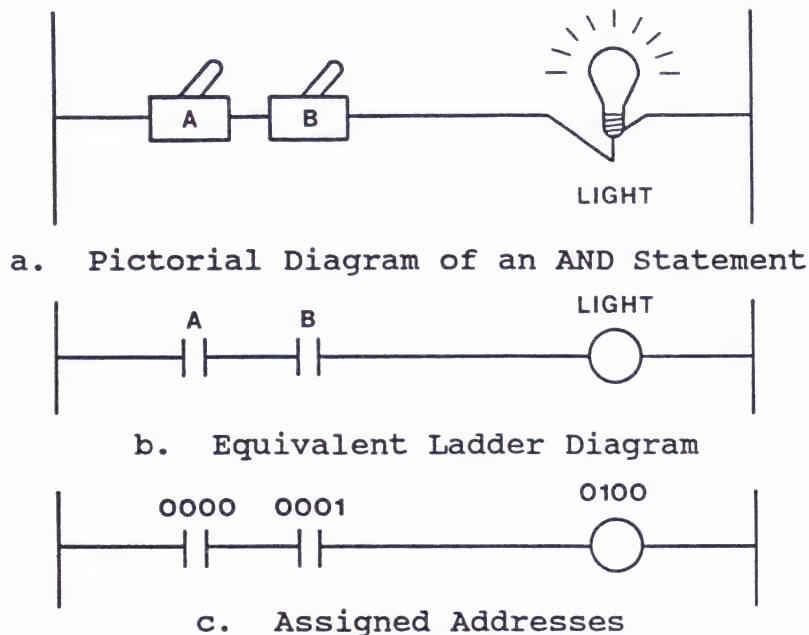 A B
LIGHT
a. Pictorial Diagram of an AND Statement
A B LIGHT
b. Equivalent Ladder Diagram
0000 0001 0100
c. Assigned Addresses